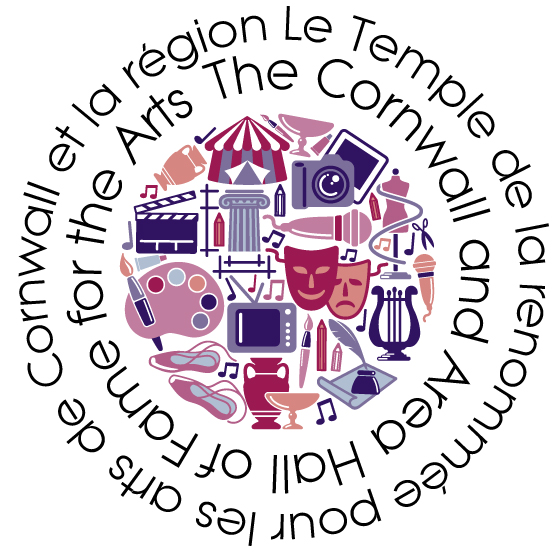 Le Temple de la renommée pour les arts de Cornwall et la région
The Cornwall and Area Hall of Fame for the Arts